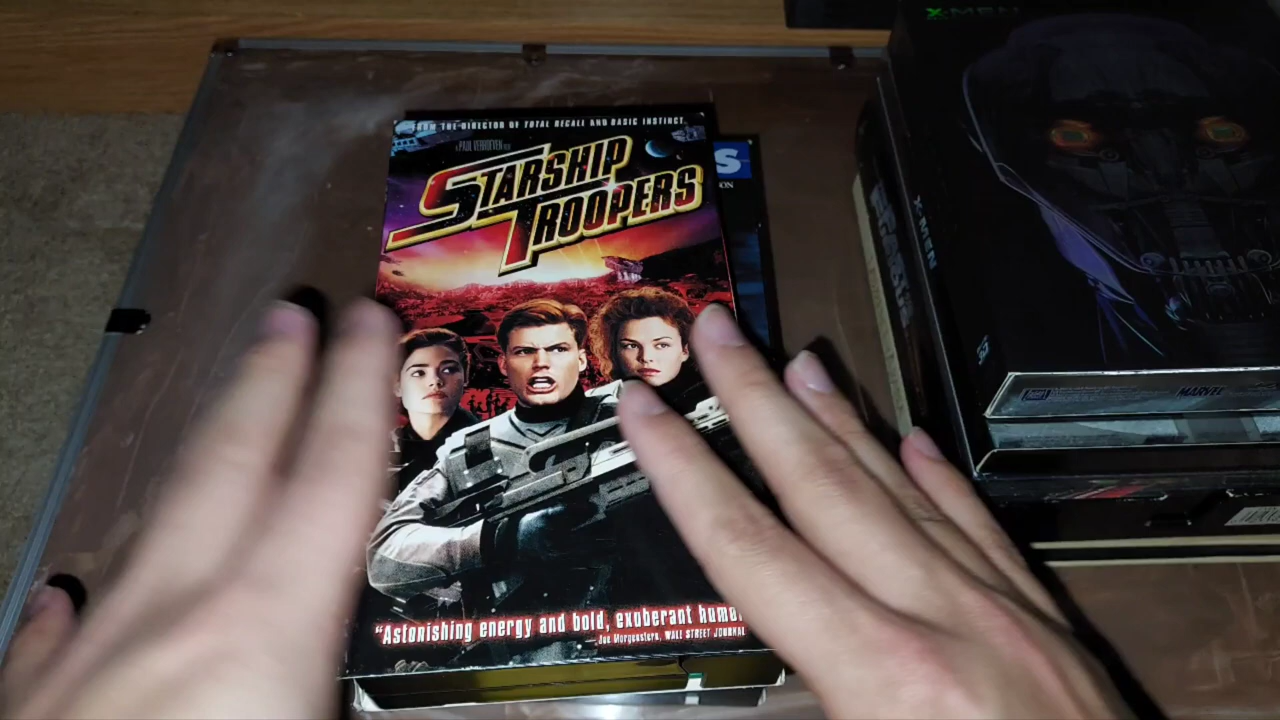 X-MEN
FROM THE DIRECTOR OF TOTAL RECALL AND BASIC INSTINCT
A PAUL VERHOEVEN FILM
STARSHIP
TROOPERS
S
ON
X-MEN
MARVEL
"Astonishing energy and bold, exuberant humor
Joe Morgenstern, WALL STREET JOURNAL